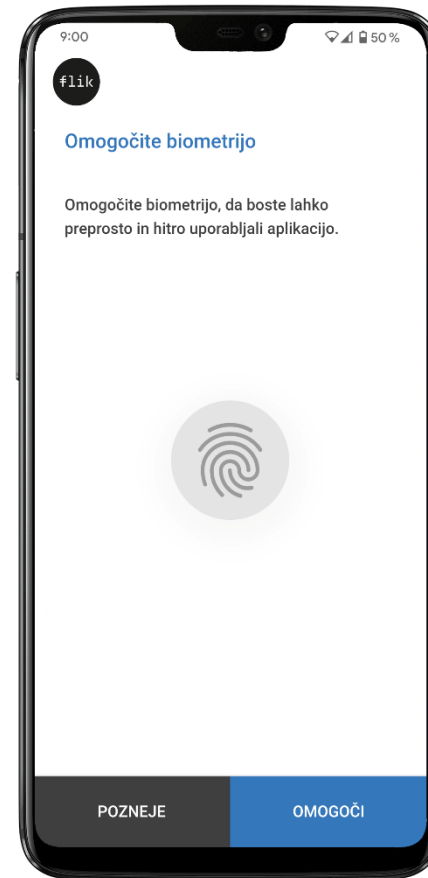 9:00
50 %
flik
Omogočite biometrijo
Omogočite biometrijo, da boste lahko
preprosto in hitro uporabljali aplikacijo.
POZNEJE
OMOGOČI